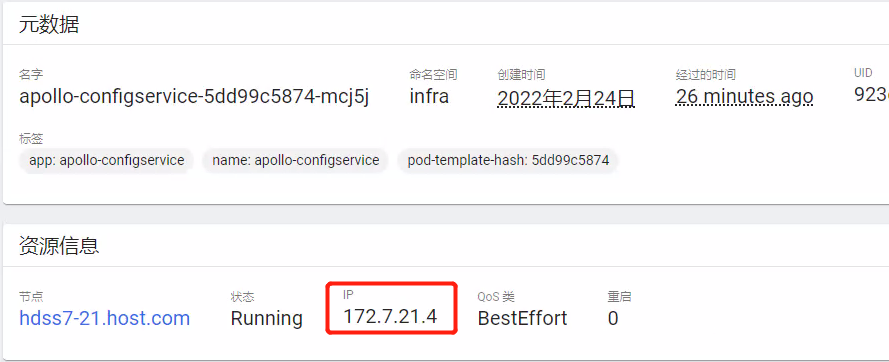 元数据
名字 命名空间 创建时间 经过的时间 UID
apollo-configservice-5dd99c5874-mcj5j infra 2022年2月24日 26 minutes ago
标签
app: apollo-configservice name: apollo-configservice pod-template-hash: 5dd99c5874
资源信息
节点 状态 IP QoS 类 重启
hdss7-21.host.com Running 172.7.21.4 BestEffort 0